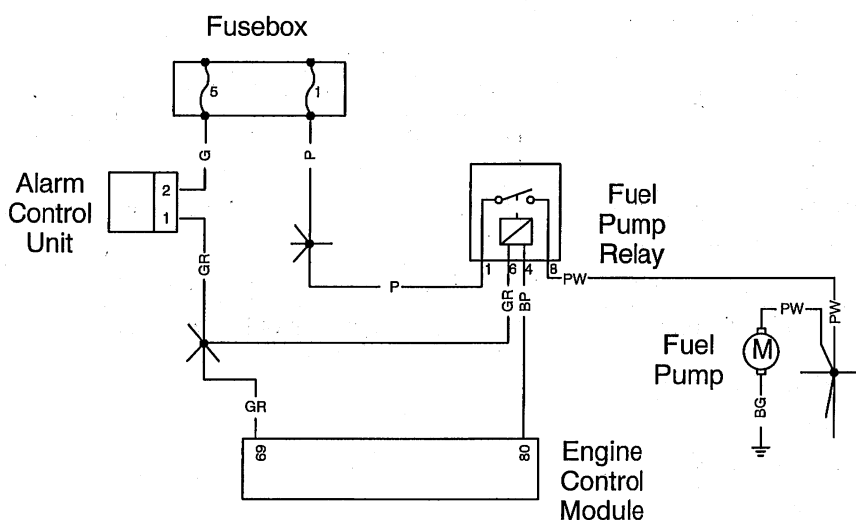 Fusebox
5
1
G
P
Alarm
Control
Unit
2
1
GR
Fuel
Pump
Relay
1
6
4
8
P
GR
BP
PW
PW
PW
Fuel
Pump
M
BG
GR
69
80
Engine
Control
Module